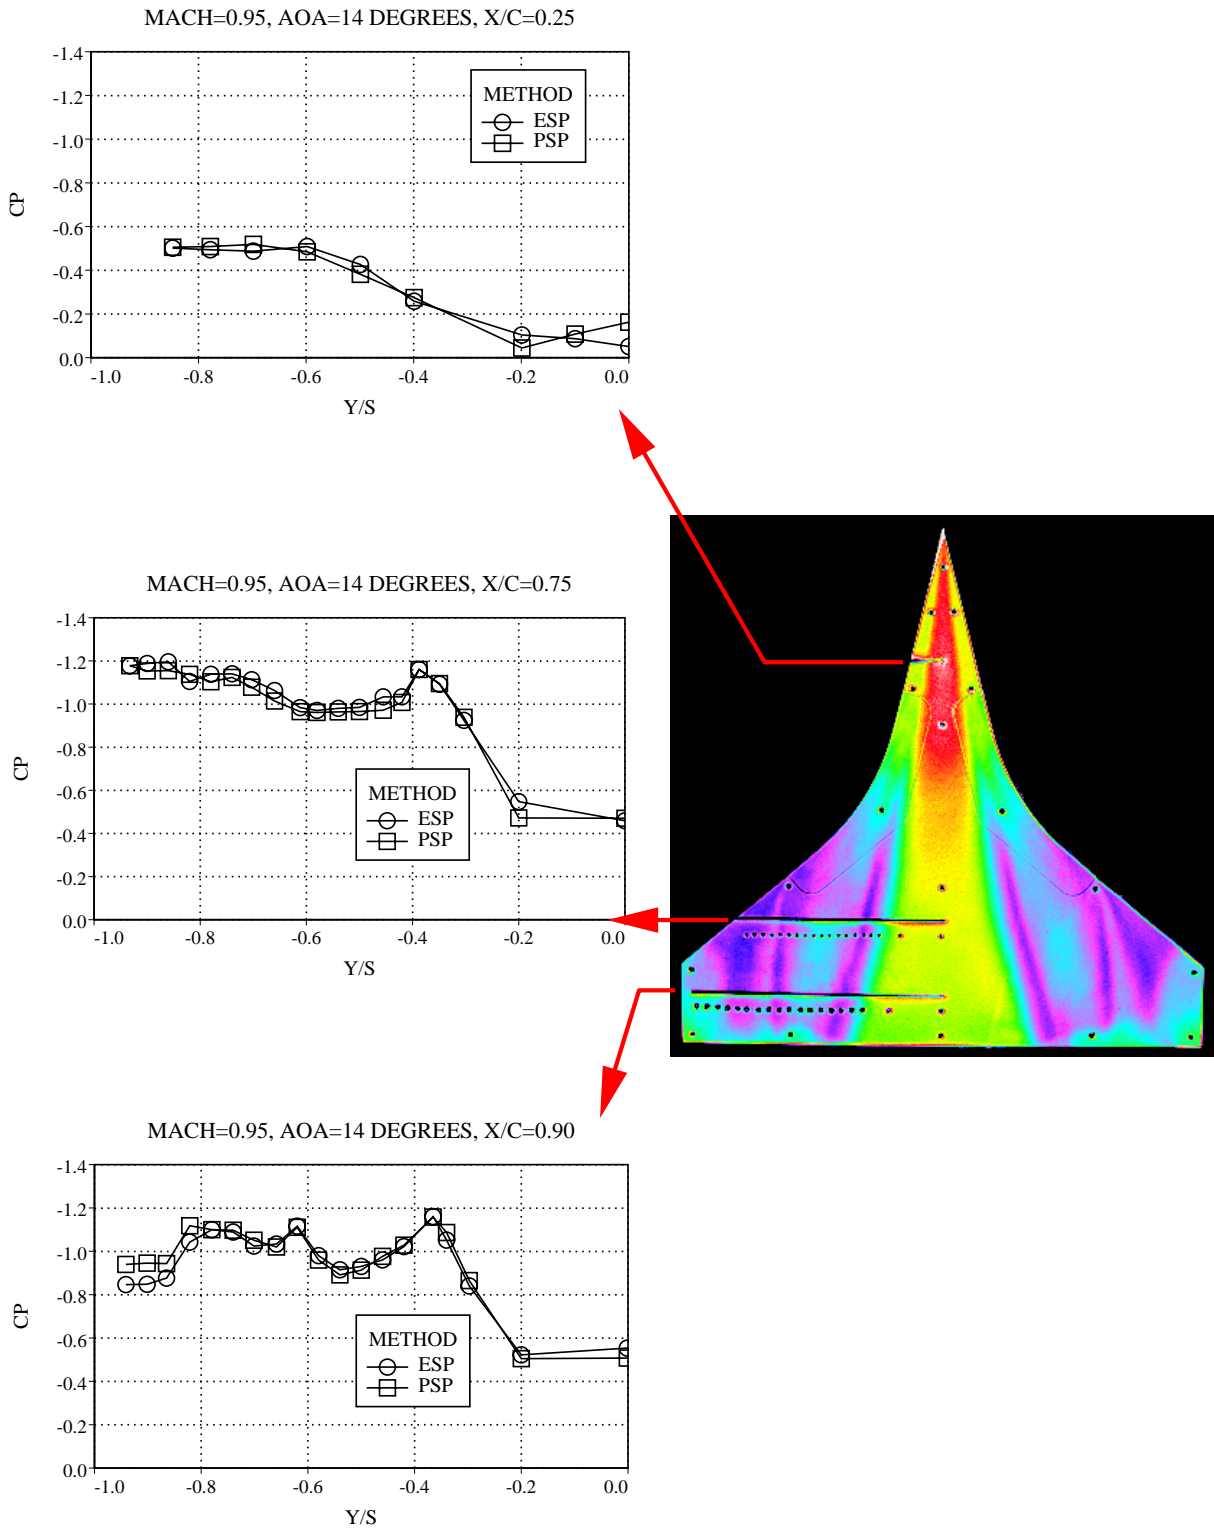 MACH=0.95, AOA=14 DEGREES, X/C=0.25
-1.4
-1.2
-1.0
-0.8
-0.6
-0.4
-0.2
0.0
CP
METHOD
ESP
PSP
-1.0 -0.8 -0.6 -0.4 -0.2 0.0
Y/S
MACH=0.95, AOA=14 DEGREES, X/C=0.75
-1.4
-1.2
-1.0
-0.8
-0.6
-0.4
-0.2
0.0
CP
METHOD
ESP
PSP
-1.0 -0.8 -0.6 -0.4 -0.2 0.0
Y/S
MACH=0.95, AOA=14 DEGREES, X/C=0.90
-1.4
-1.2
-1.0
-0.8
-0.6
-0.4
-0.2
0.0
CP
METHOD
ESP
PSP
-1.0 -0.8 -0.6 -0.4 -0.2 0.0
Y/S